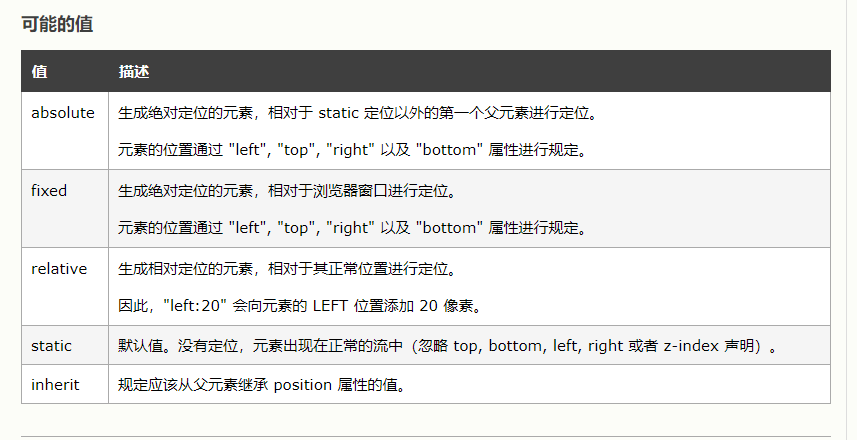 可能的值
值 描述
absolute 生成绝对定位的元素，相对于 static 定位以外的第一个父元素进行定位。
元素的位置通过 "left", "top", "right" 以及 "bottom" 属性进行规定。
fixed 生成绝对定位的元素，相对于浏览器窗口进行定位。
元素的位置通过 "left", "top", "right" 以及 "bottom" 属性进行规定。
relative 生成相对定位的元素，相对于其正常位置进行定位。
因此，"left:20" 会向元素的 LEFT 位置添加 20 像素。
static 默认值。没有定位，元素出现在正常的流中（忽略 top, bottom, left, right 或者 z-index 声明）。
inherit 规定应该从父元素继承 position 属性的值。